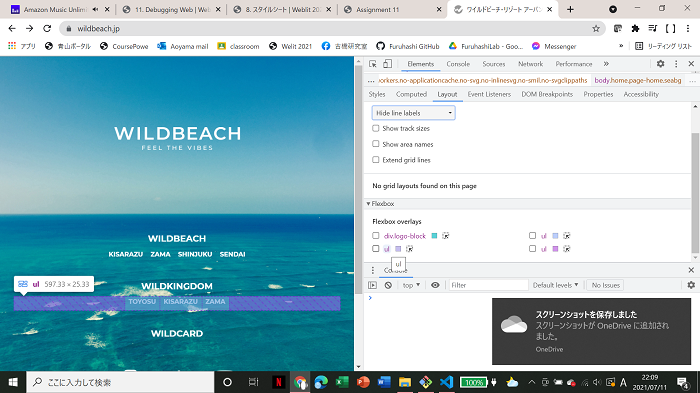 Amazon Music Unlim
11. Debugging Web | Web
8. スタイルシート | Weblit 20
Assignment 11
ワイルドビーチ・リゾート アーバン
wildbeach.jp
アプリ
青山ポータル
CoursePowe
Aoyama mail
classroom
Welit 2021
古橋研究室
Furuhashi GitHub
FuruhashiLab - Goo...
Messenger
»
リーディング リスト
WILDBEACH
FEEL THE VIBES
WILDBEACH
KISARAZU ZAMA SHINJUKU SENDAI
ul 597.33 × 25.33
WILDKINGDOM
TOYOSU KISARAZU ZAMA
WILDCARD
Elements Console Sources Network Performance »
... vorkers.no-applicationcache.no-svg.no-inlinesvg.no-smil.no-svgclippaths body.home.page-home.seabg
Styles Computed Layout Event Listeners DOM Breakpoints Properties Accessibility
Hide line labels
Show track sizes
Show area names
Extend grid lines
No grid layouts found on this page
Flexbox
Flexbox overlays
div.logo-block
ul
ul
ul
ul
Console
top
Filter
Default levels
No Issues
スクリーンショットを保存しました
スクリーンショットが OneDrive に追加されました。
OneDrive
ここに入力して検索
100%
A
22:09
2021/07/11
4